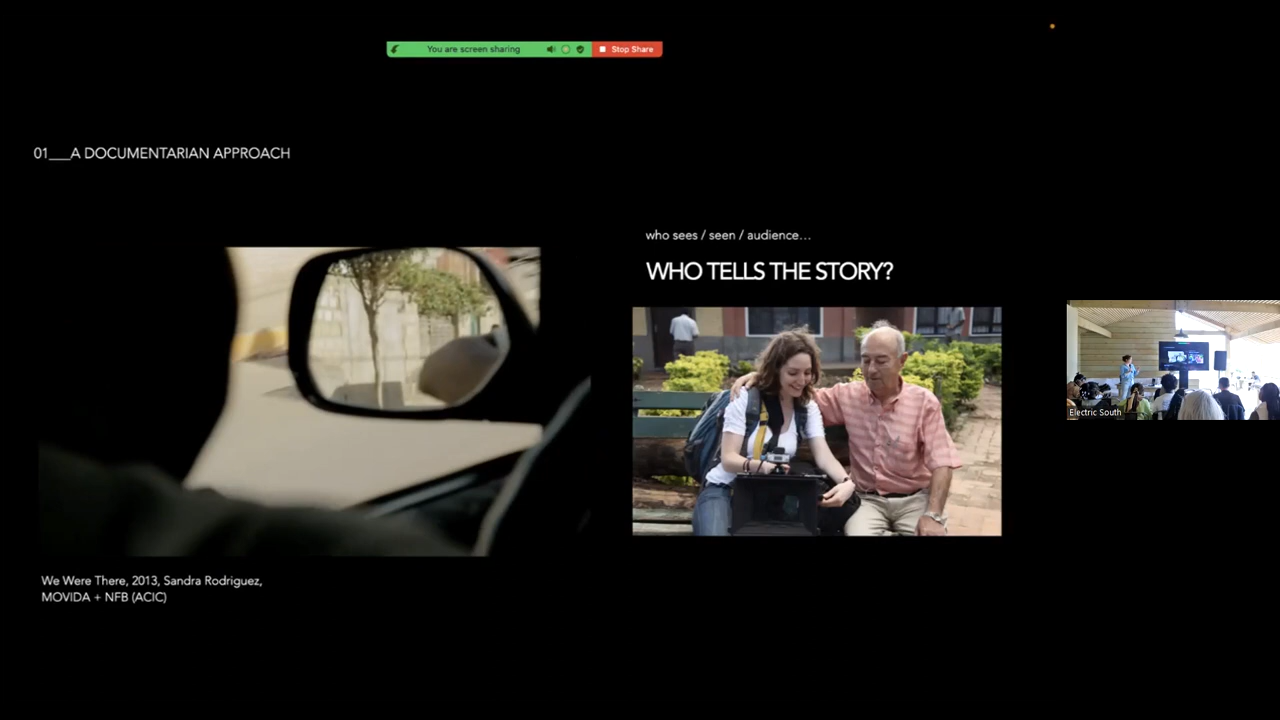 You are screen sharing
Stop Share
01___A DOCUMENTARIAN APPROACH
who sees / seen / audience...
WHO TELLS THE STORY?
Electric South
We Were There, 2013, Sandra Rodriguez,
MOVIDA + NFB (ACIC)